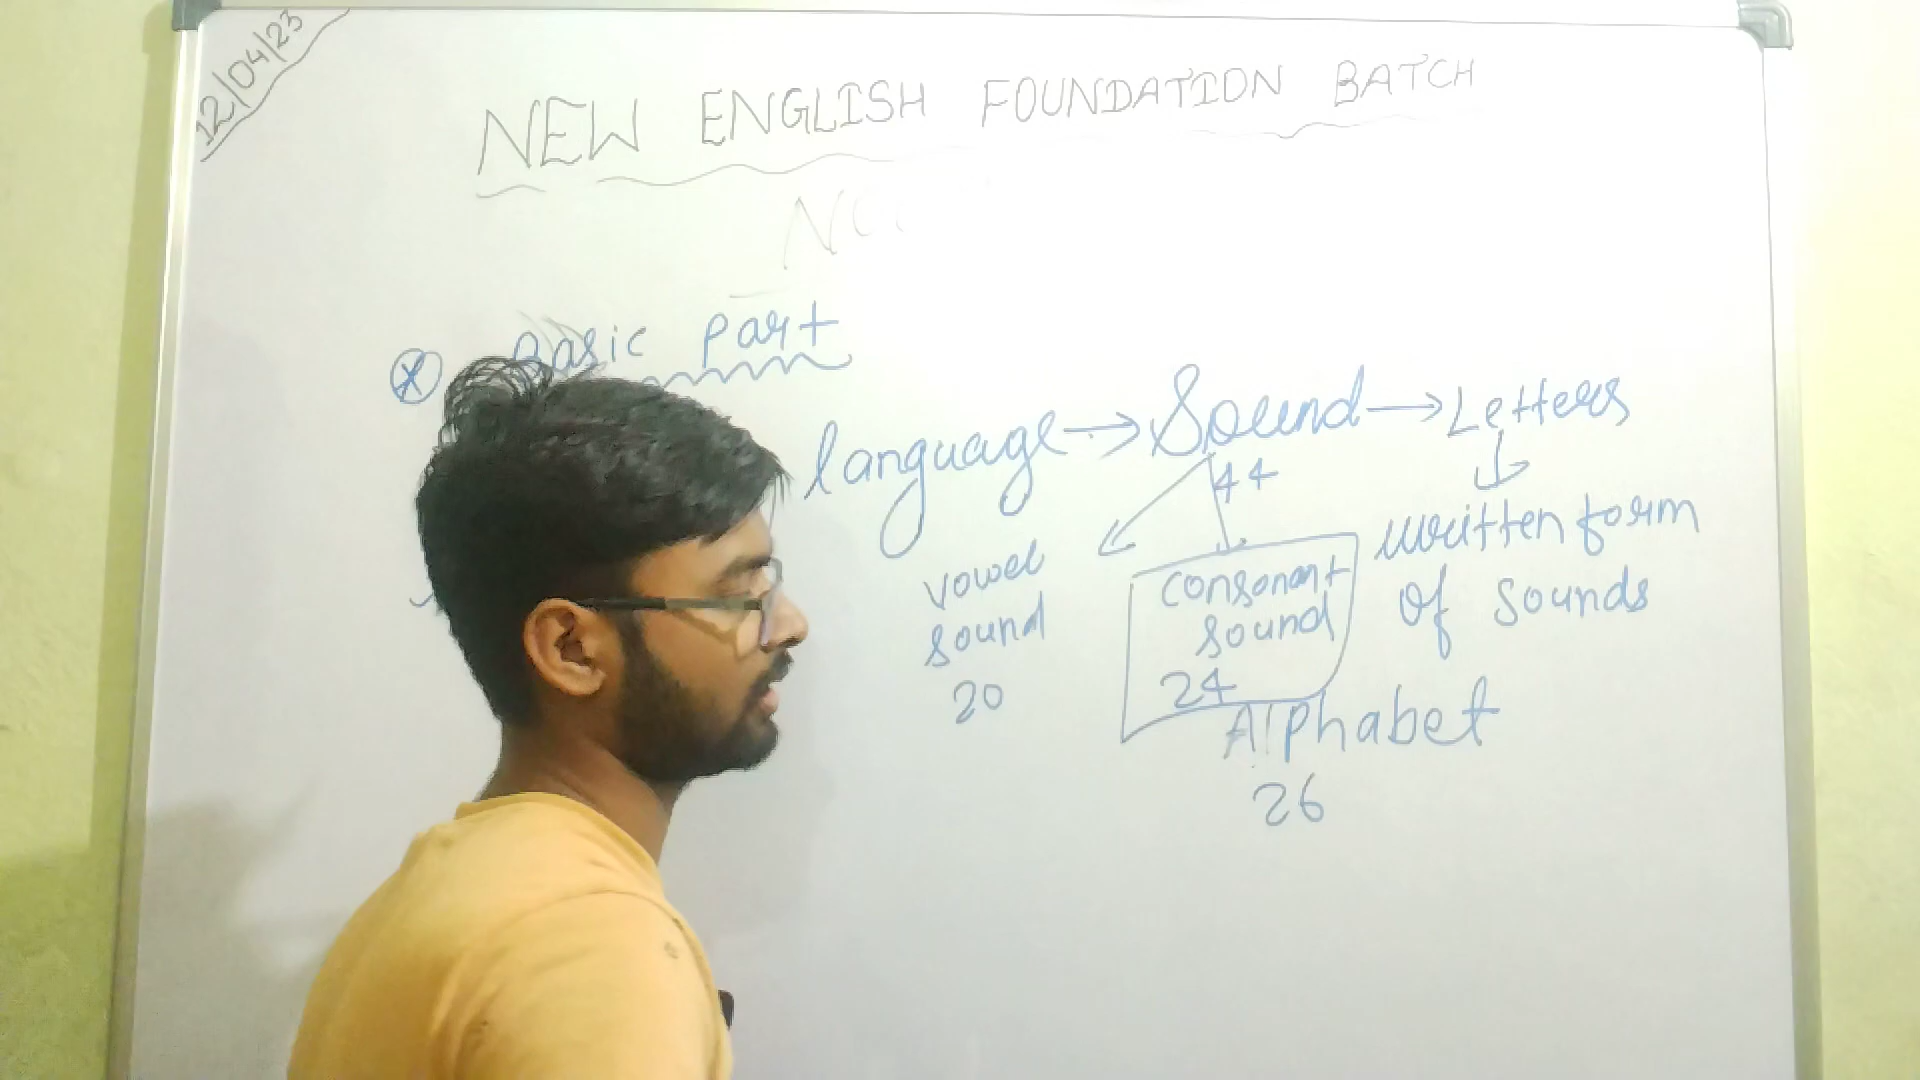 12/04/23
NEW ENGLISH FOUNDATION BATCH
Basic Part
language → Sound → Letters
44
vowel
sound
20
consonant
sound
24
written form
of sounds
Alphabet
26